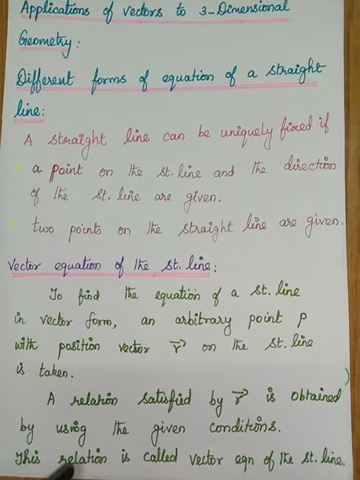 Applications of vectors to 3-Dimensional
Geometry:
Different forms of equation of a straight
line:
A straight line can be uniquely fixed if
a point on the st.line and the direction
of the st. line are given.
two points on the straight line are given.
Vector equation of the st. line:
To find the equation of a st. line
in vector form, an arbitrary point P
with position vector r⃗ on the st. line
is taken.
A relation satisfied by r⃗ is obtained
by using the given conditions.
This relation is called vector eqn of the st. line.